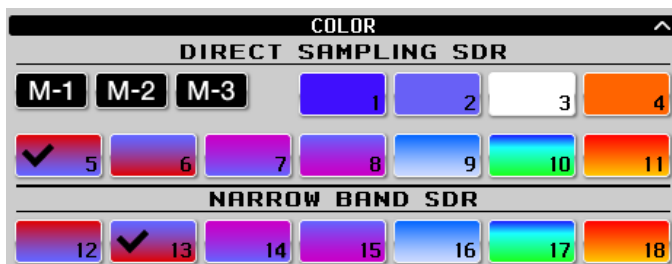 COLOR
DIRECT SAMPLING SDR
M-1 M-2 M-3 1 2 3 4
5 6 7 8 9 10 11
NARROW BAND SDR
12 13 14 15 16 17 18